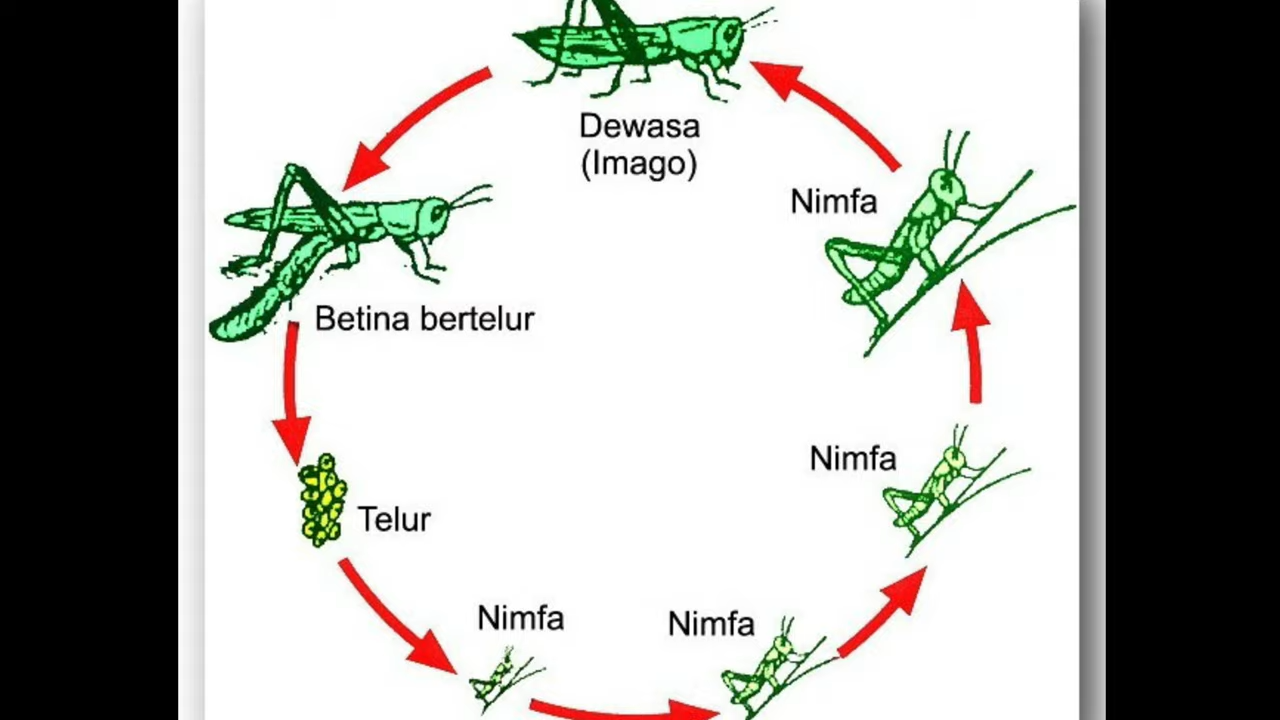 Dewasa
(Imago)
Nimfa
Betina bertelur
Nimfa
Telur
Nimfa
Nimfa